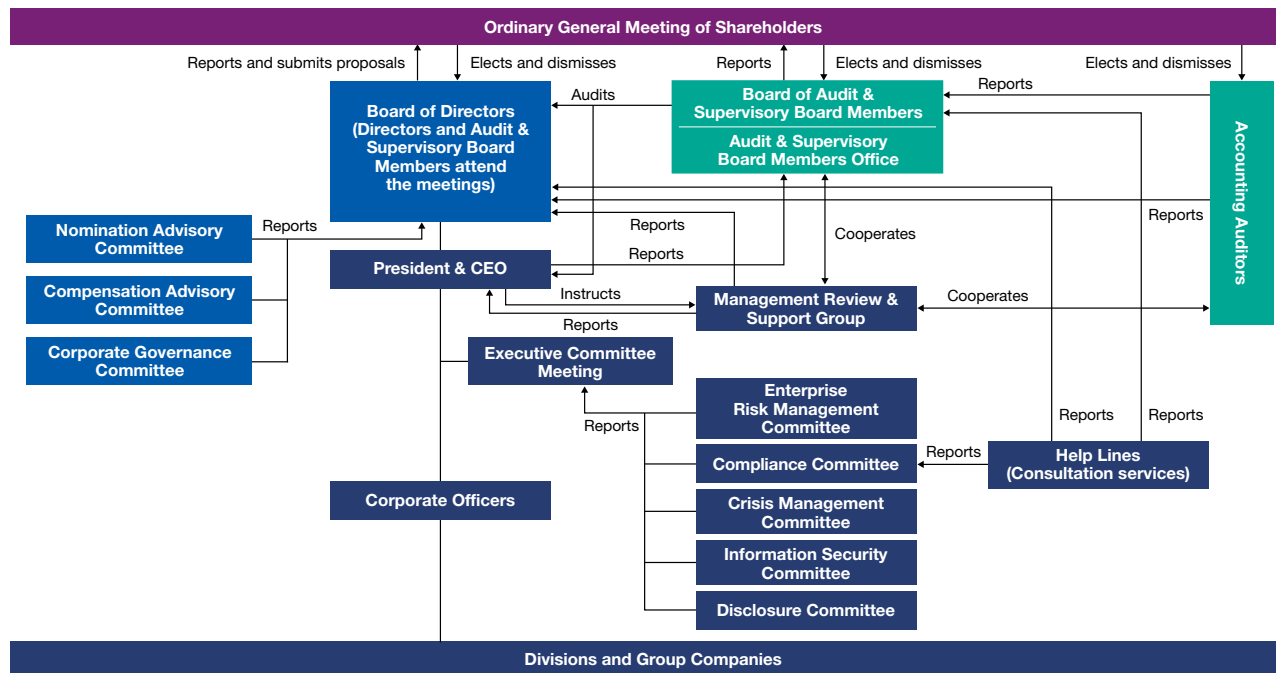 Ordinary General Meeting of Shareholders
Reports and submits proposals
Elects and dismisses
Reports
Elects and dismisses
Elects and dismisses
Board of Directors
(Directors and Audit &
Supervisory Board
Members attend
the meetings)
Audits
Board of Audit &
Supervisory Board Members
Audit & Supervisory
Board Members Office
Reports
Accounting Auditors
Reports
Nomination Advisory
Committee
Reports
Reports
Cooperates
Compensation Advisory
Committee
President & CEO
Reports
Instructs
Reports
Management Review &
Support Group
Cooperates
Corporate Governance
Committee
Executive Committee
Meeting
Reports
Enterprise
Risk Management
Committee
Reports
Reports
Compliance Committee
Reports
Help Lines
(Consultation services)
Corporate Officers
Crisis Management
Committee
Information Security
Committee
Disclosure Committee
Divisions and Group Companies